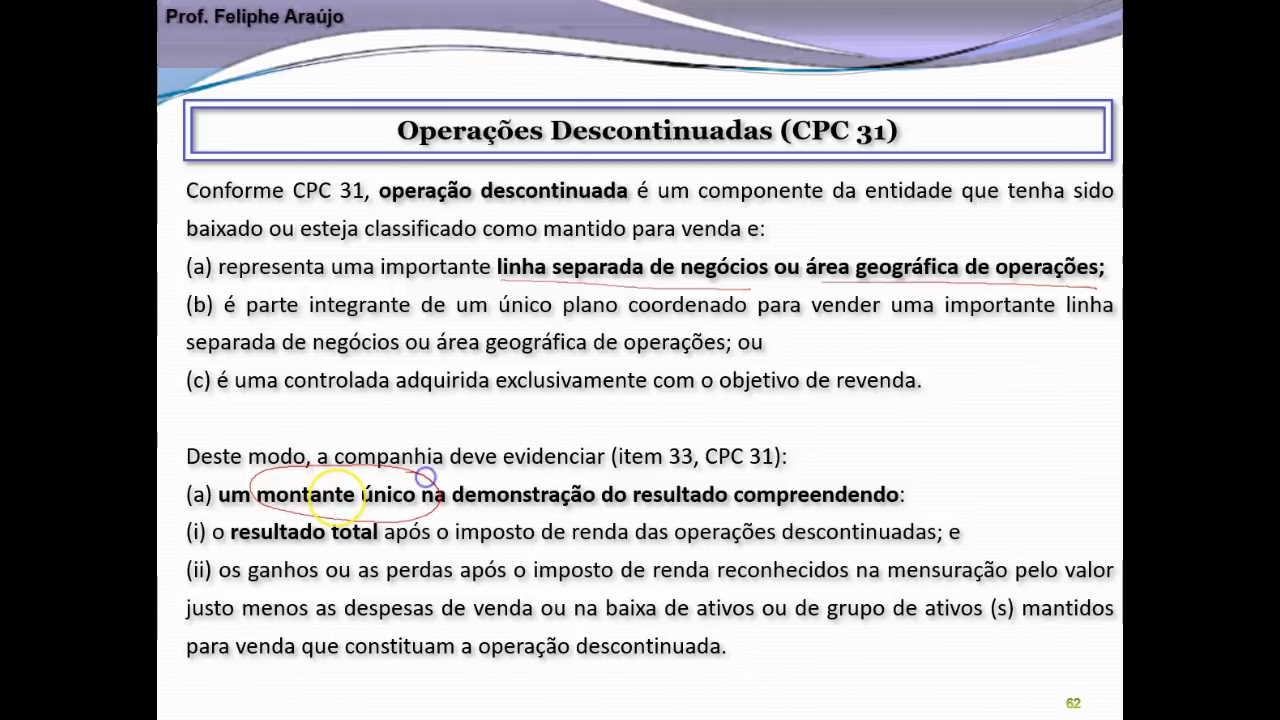 Prof. Feliphe Araújo
Operações Descontinuadas (CPC 31)
Conforme CPC 31, operação descontinuada é um componente da entidade que tenha sido
baixado ou esteja classificado como mantido para venda e:
(a) representa uma importante linha separada de negócios ou área geográfica de operações;
(b) é parte integrante de um único plano coordenado para vender uma importante linha
separada de negócios ou área geográfica de operações; ou
(c) é uma controlada adquirida exclusivamente com o objetivo de revenda.
Deste modo, a companhia deve evidenciar (item 33, CPC 31):
(a) um montante único na demonstração do resultado compreendendo:
(i) o resultado total após o imposto de renda das operações descontinuadas; e
(ii) os ganhos ou as perdas após o imposto de renda reconhecidos na mensuração pelo valor
justo menos as despesas de venda ou na baixa de ativos ou de grupo de ativos (s) mantidos
para venda que constituam a operação descontinuada.
62